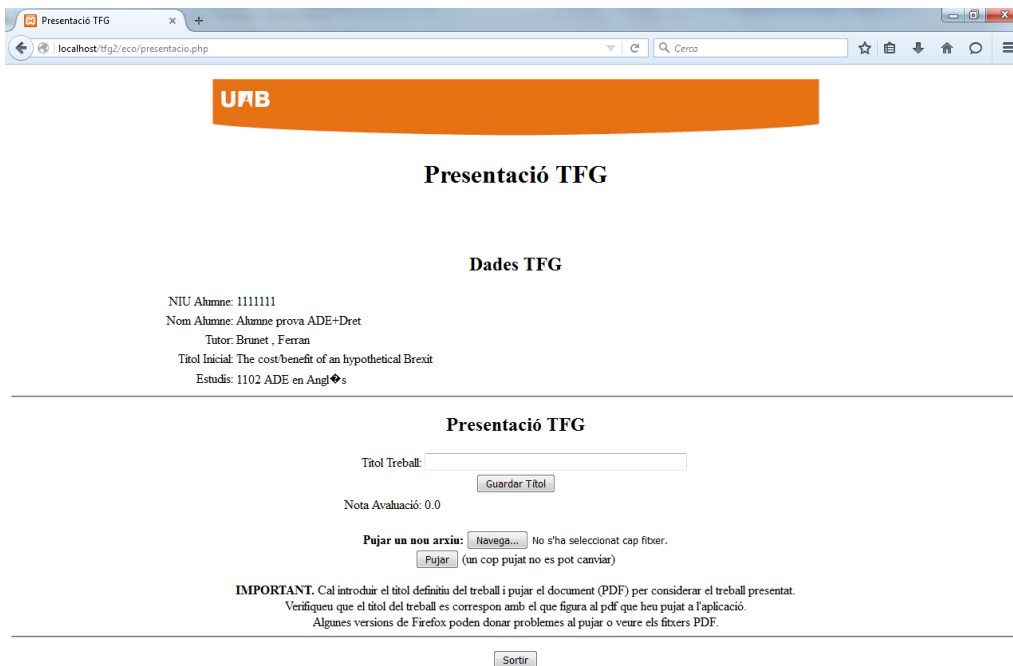 Presentació TFG
localhost/tfg2/eco/presentacio.php
Cerca
UAB
Presentació TFG
Dades TFG
NIU Alumne: 1111111
Nom Alumne: Alumne prova ADE+Dret
Tutor: Brunet , Ferran
Titol Inicial: The cost/benefit of an hypothetical Brexit
Estudis: 1102 ADE en Angl�s
Presentació TFG
Titol Treball:
Guardar Títol
Nota Avaluació: 0.0
Pujar un nou arxiu: Navega... No s'ha seleccionat cap fitxer.
Pujar (un cop pujat no es pot canviar)
IMPORTANT. Cal introduir el titol definitiu del treball i pujar el document (PDF) per considerar el treball presentat.
Verifiqueu que el titol del treball es correspon amb el que figura al pdf que heu pujat a l'aplicació.
Algunes versions de Firefox poden donar problemes al pujar o veure els fitxers PDF.
Sortir